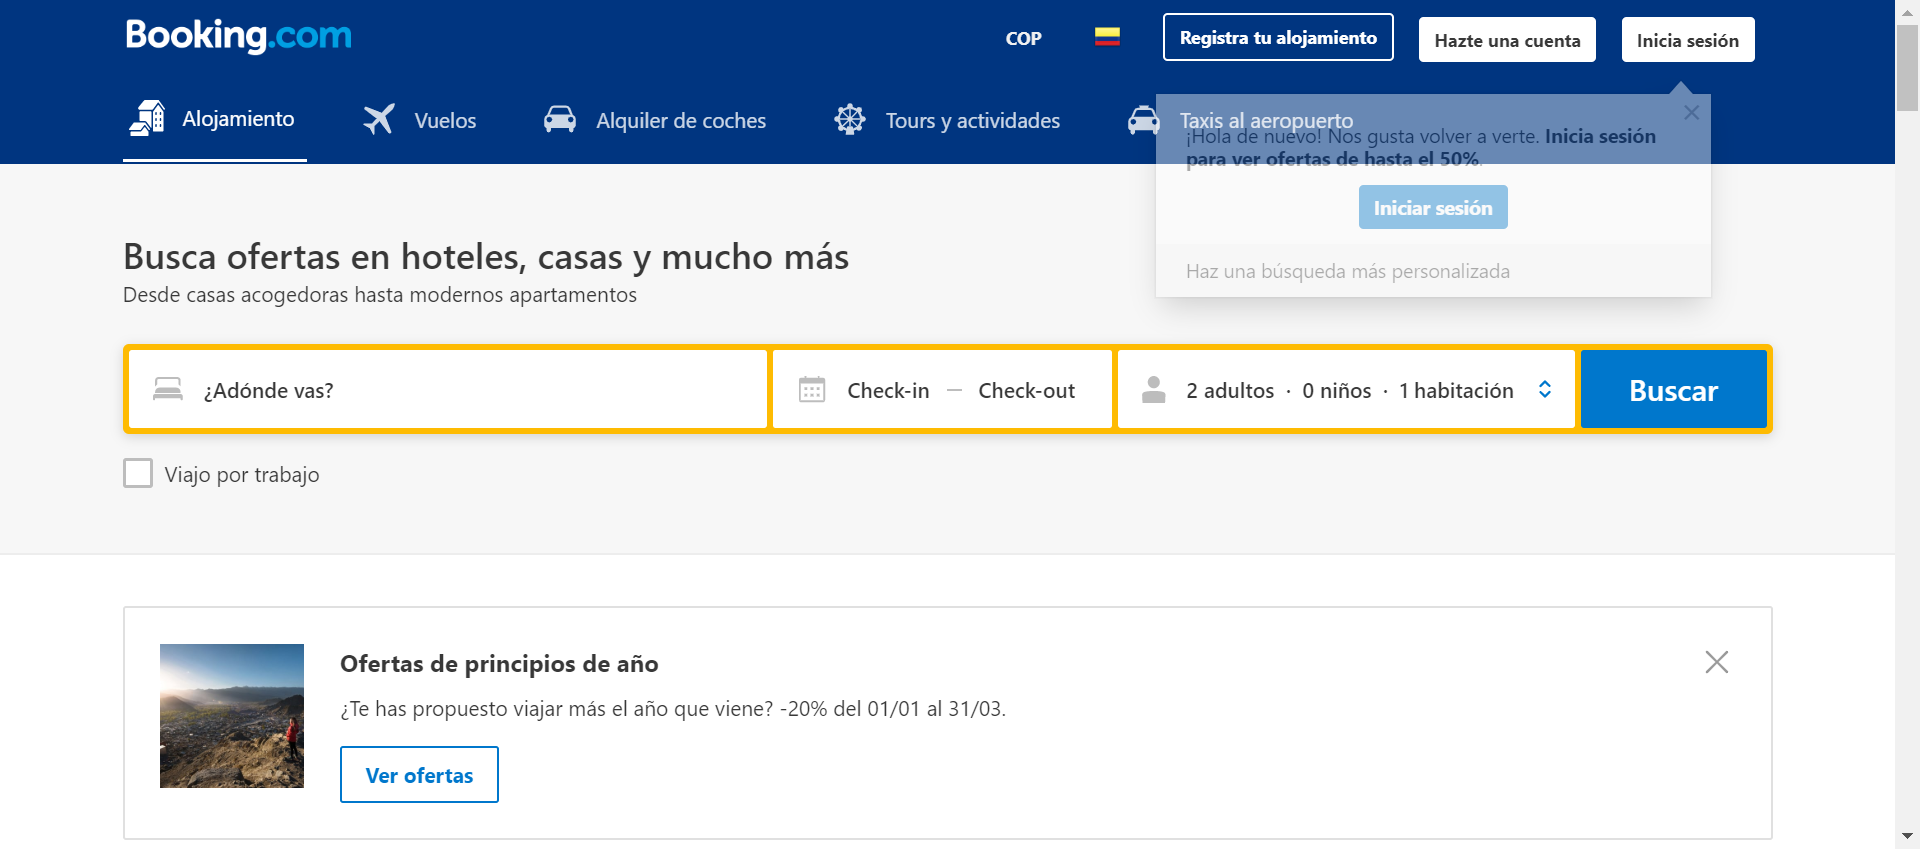 Booking.com
COP
Registra tu alojamiento
Hazte una cuenta
Inicia sesión
Alojamiento
Vuelos
Alquiler de coches
Tours y actividades
Taxis al aeropuerto
¡Hola de nuevo! Nos gusta volver a verte. Inicia sesión
para ver ofertas de hasta el 50%.
Iniciar sesión
Haz una búsqueda más personalizada
Busca ofertas en hoteles, casas y mucho más
Desde casas acogedoras hasta modernos apartamentos
¿Adónde vas?
Check-in — Check-out
2 adultos · 0 niños · 1 habitación
Buscar
Viajo por trabajo
Ofertas de principios de año
¿Te has propuesto viajar más el año que viene? -20% del 01/01 al 31/03.
Ver ofertas